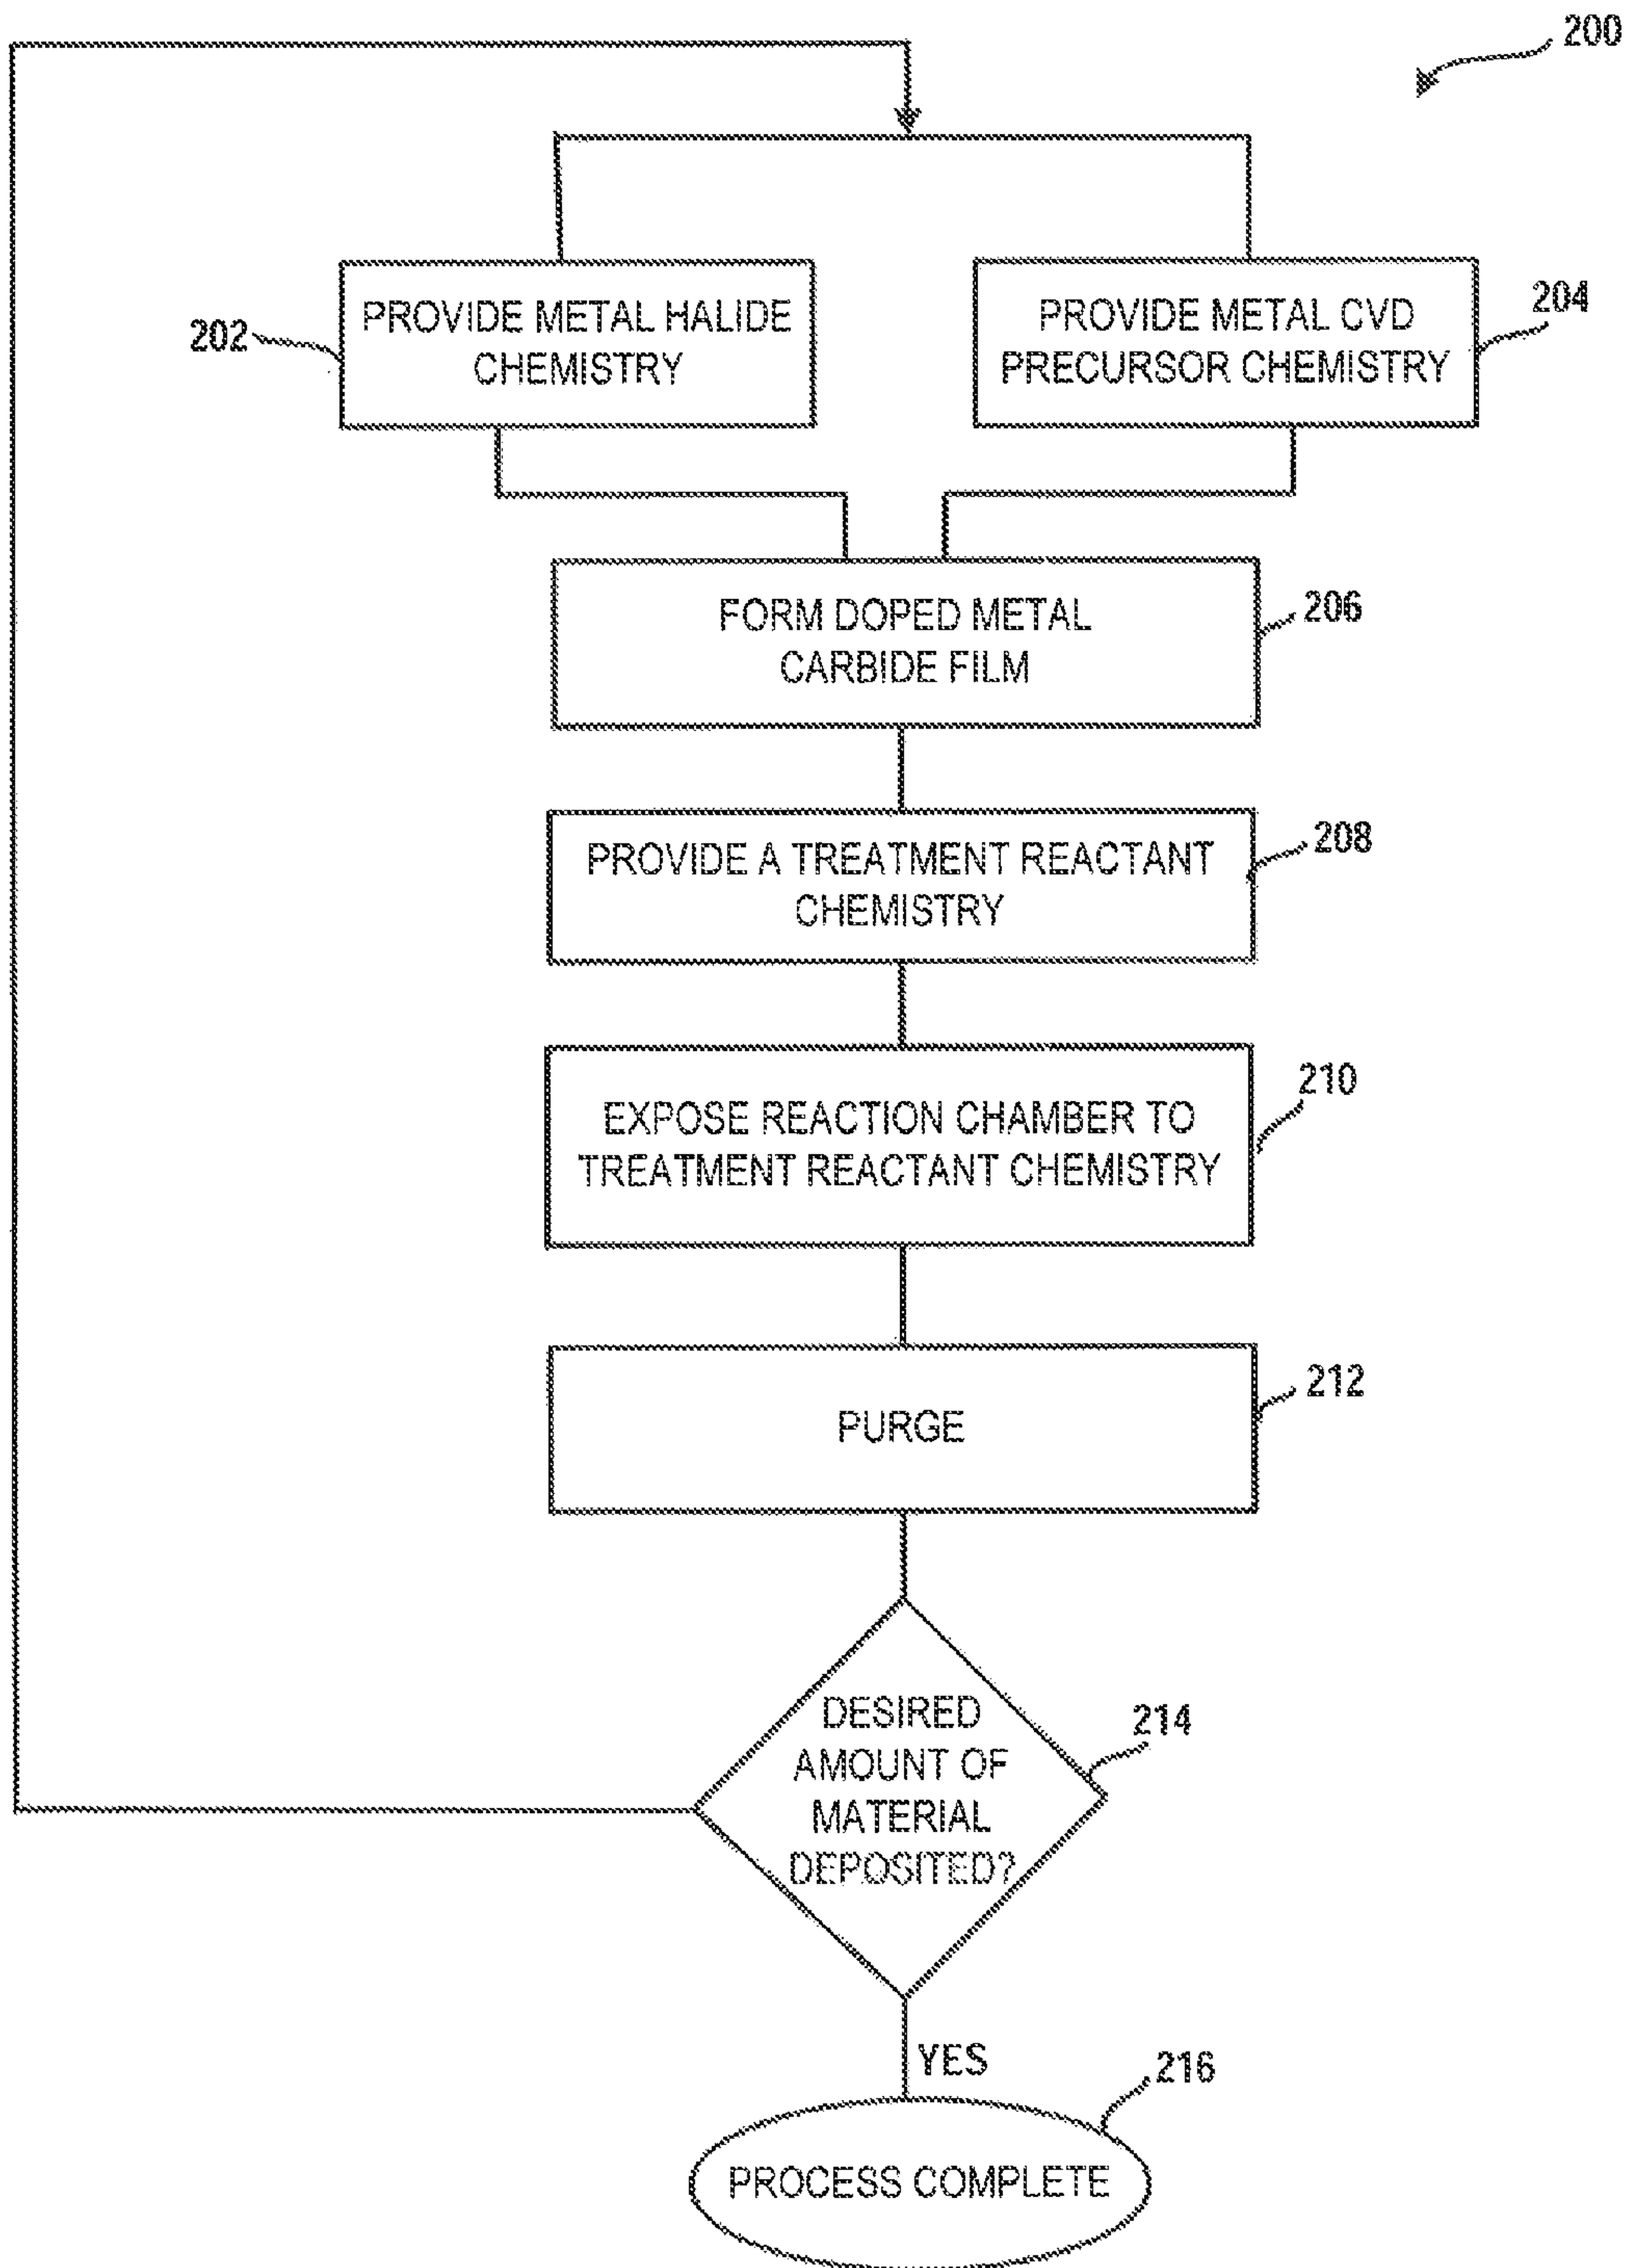 200
PROVIDE METAL HALIDE
CHEMISTRY
202
PROVIDE METAL CVD
PRECURSOR CHEMISTRY
204
FORM DOPED METAL
CARBIDE FILM
206
PROVIDE A TREATMENT REACTANT
CHEMISTRY
208
EXPOSE REACTION CHAMBER TO
TREATMENT REACTANT CHEMISTRY
210
PURGE
212
DESIRED
AMOUNT OF
MATERIAL
DEPOSITED?
214
YES
PROCESS COMPLETE
216